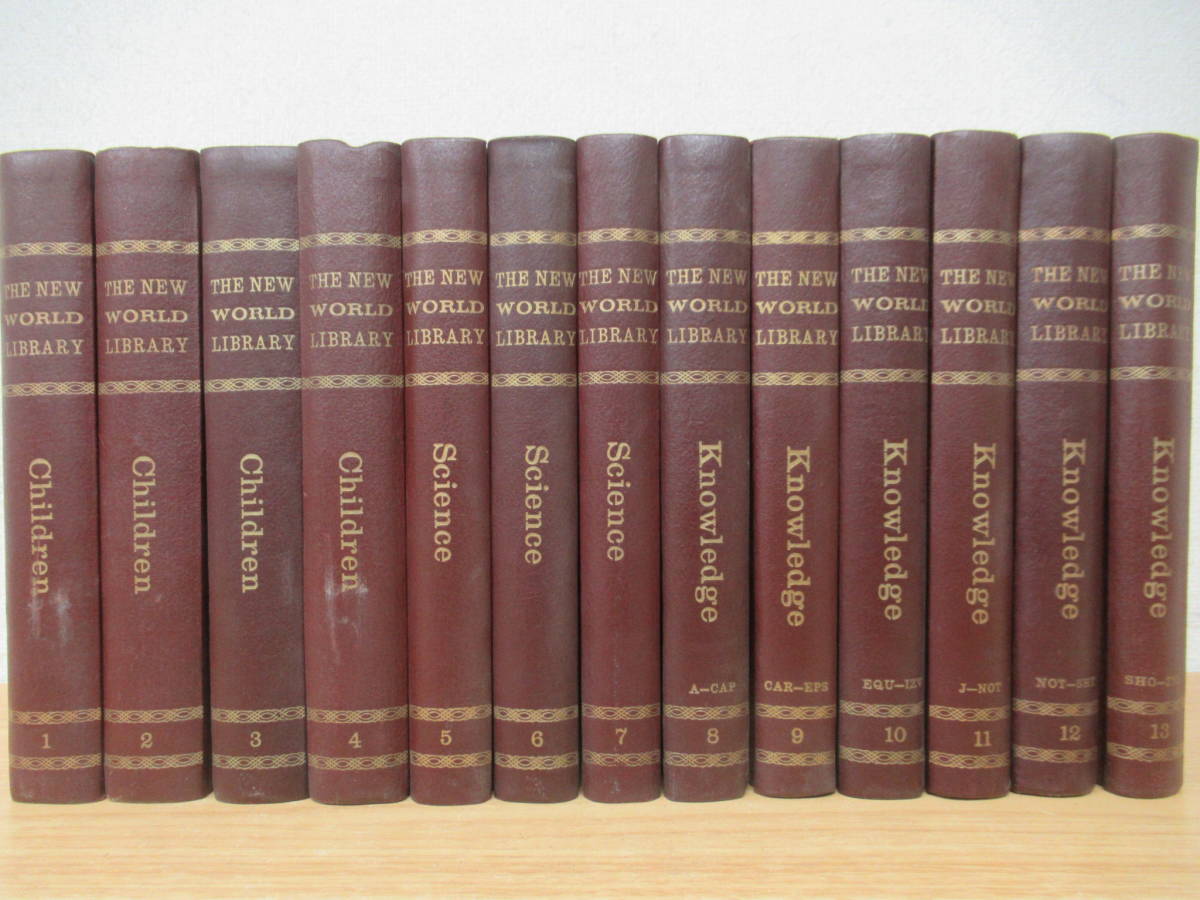 THE NEW
WORLD
LIBRARY
Children
1
THE NEW
WORLD
LIBRARY
Children
2
THE NEW
WORLD
LIBRARY
Children
3
THE NEW
WORLD
LIBRARY
Children
4
THE NEW
WORLD
LIBRARY
Science
5
THE NEW
WORLD
LIBRARY
Science
6
THE NEW
WORLD
LIBRARY
Science
7
THE NEW
WORLD
LIBRARY
Knowledge
A–CAP
8
THE NEW
WORLD
LIBRARY
Knowledge
CAR–EPS
9
THE NEW
WORLD
LIBRARY
Knowledge
EQU–IZV
10
THE NEW
WORLD
LIBRARY
Knowledge
J–NOT
11
THE NEW
WORLD
LIBRARY
Knowledge
12
THE NEW
WORLD
LIBRARY
Knowledge
13